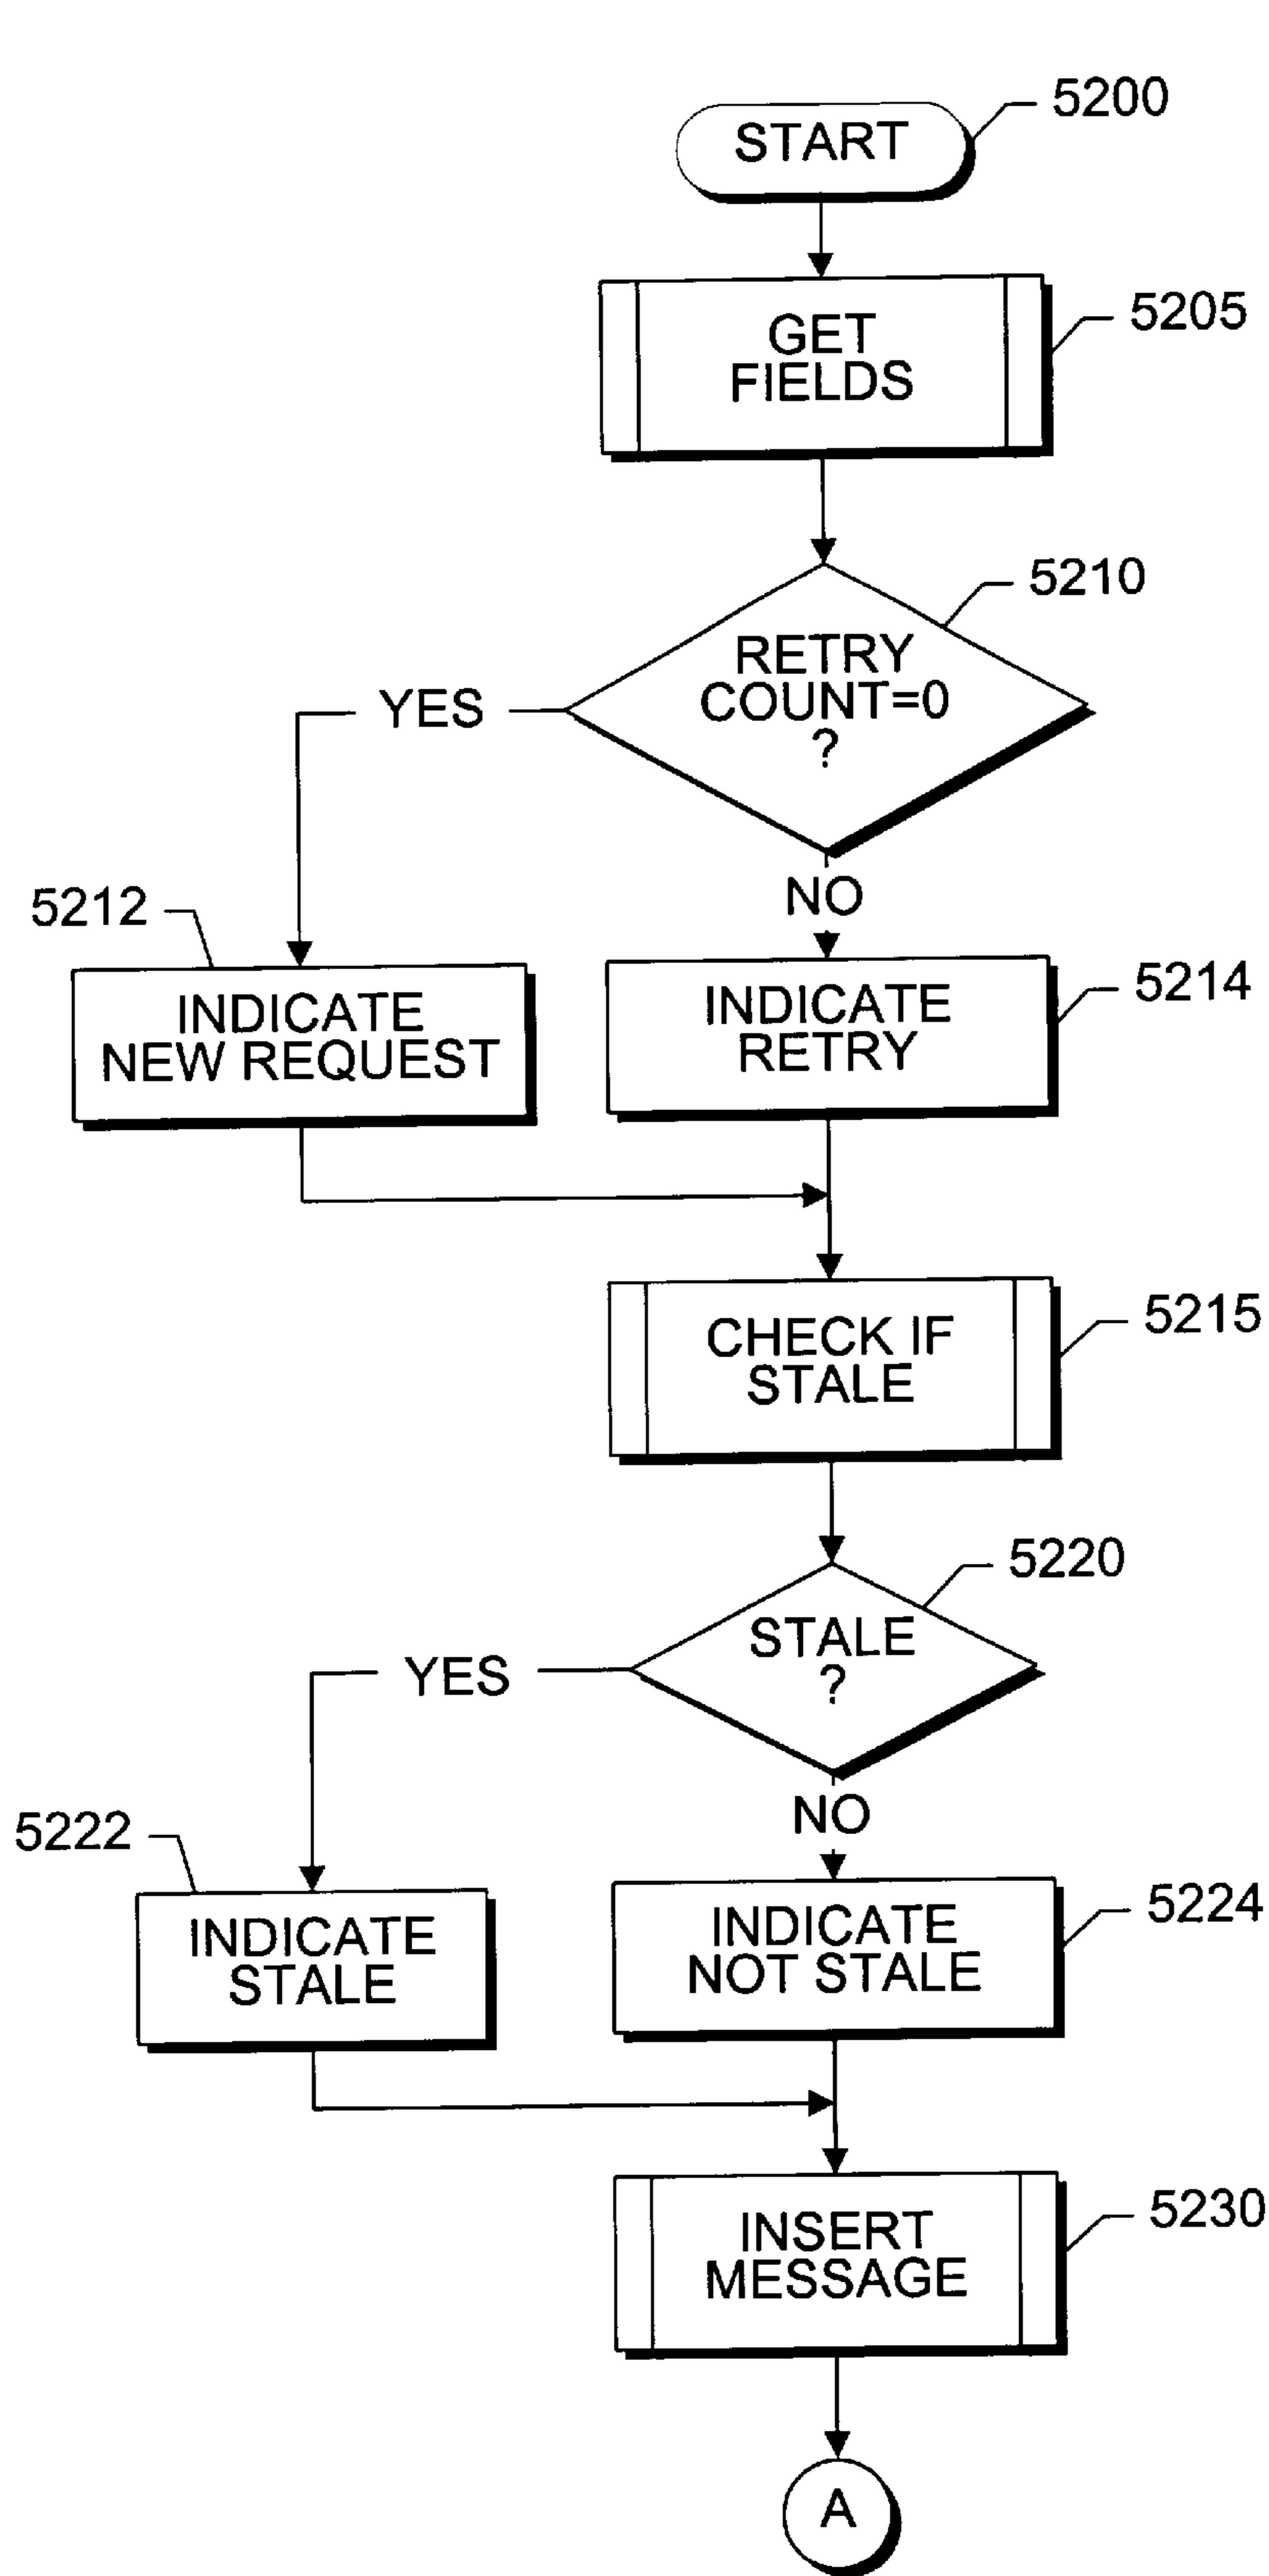 5200
START
5205
GET
FIELDS
5210
RETRY
COUNT=0
?
YES
NO
5212
INDICATE
NEW REQUEST
5214
INDICATE
RETRY
5215
CHECK IF
STALE
5220
STALE
?
YES
NO
5222
INDICATE
STALE
5224
INDICATE
NOT STALE
5230
INSERT
MESSAGE
A